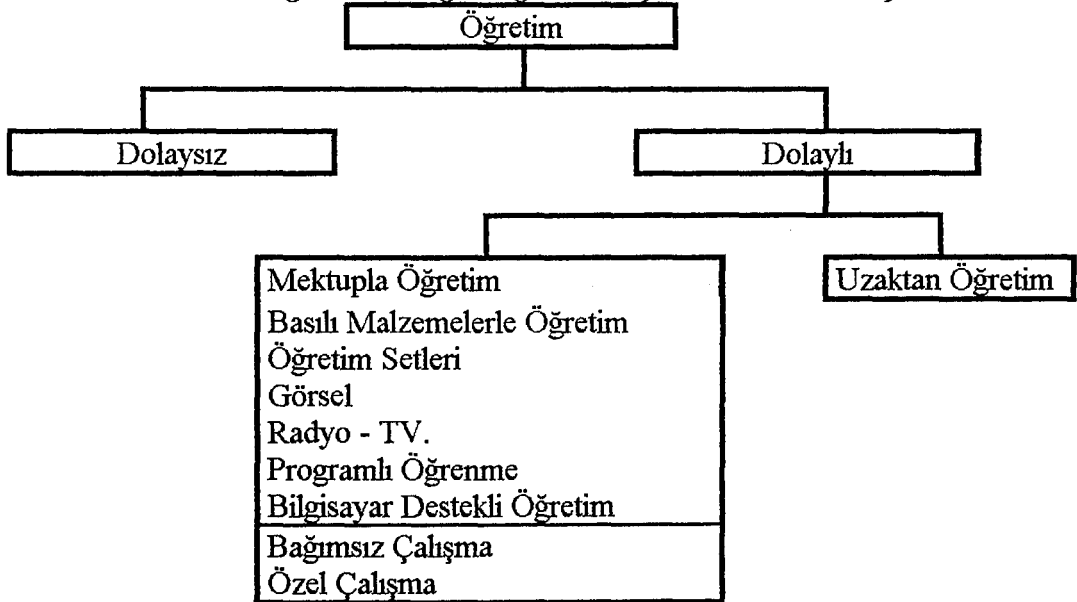 Öğretim
Dolaysız
Dolaylı
Mektupla Öğretim
Basılı Malzemelerle Öğretim
Öğretim Setleri
Görsel
Radyo - TV.
Programlı Öğrenme
Bilgisayar Destekli Öğretim
Bağımsız Çalışma
Özel Çalışma
Uzaktan Öğretim